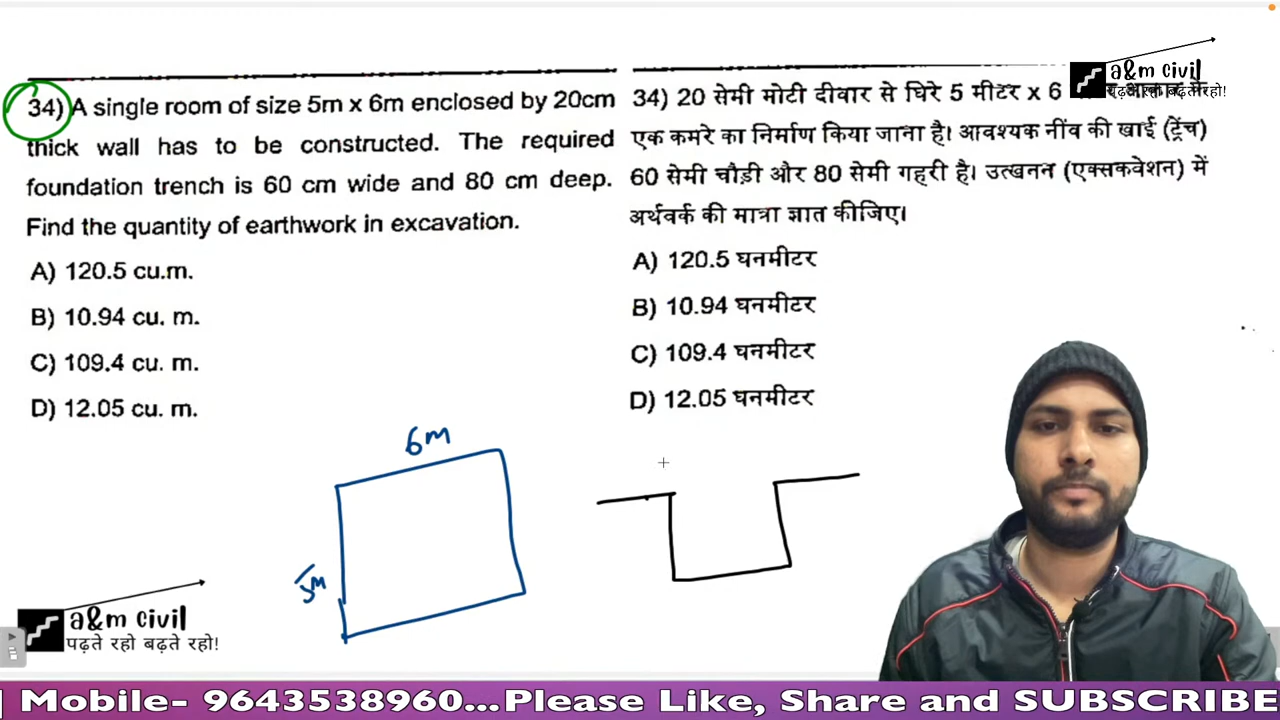 34) A single room of size 5m x 6m enclosed by 20cm
thick wall has to be constructed. The required
foundation trench is 60 cm wide and 80 cm deep.
Find the quantity of earthwork in excavation.
A) 120.5 cu.m.
B) 10.94 cu. m.
C) 109.4 cu. m.
D) 12.05 cu. m.
34) 20 सेमी मोटी दीवार से घिरे 5 मीटर x 6
एक कमरे का निर्माण किया जाना है। आवश्यक नींव की खाई (ट्रेंच)
60 सेमी चौड़ी और 80 सेमी गहरी है। उत्खनन (एक्सकवेशन) में
अर्थवर्क की मात्रा ज्ञात कीजिए।
A) 120.5 घनमीटर
B) 10.94 घनमीटर
C) 109.4 घनमीटर
D) 12.05 घनमीटर
a&m civil
पढ़ते रहो बढ़ते रहो!
6m
5m
a&m civil
पढ़ते रहो बढ़ते रहो!
Mobile- 9643538960...Please Like, Share and SUBSCRIBE